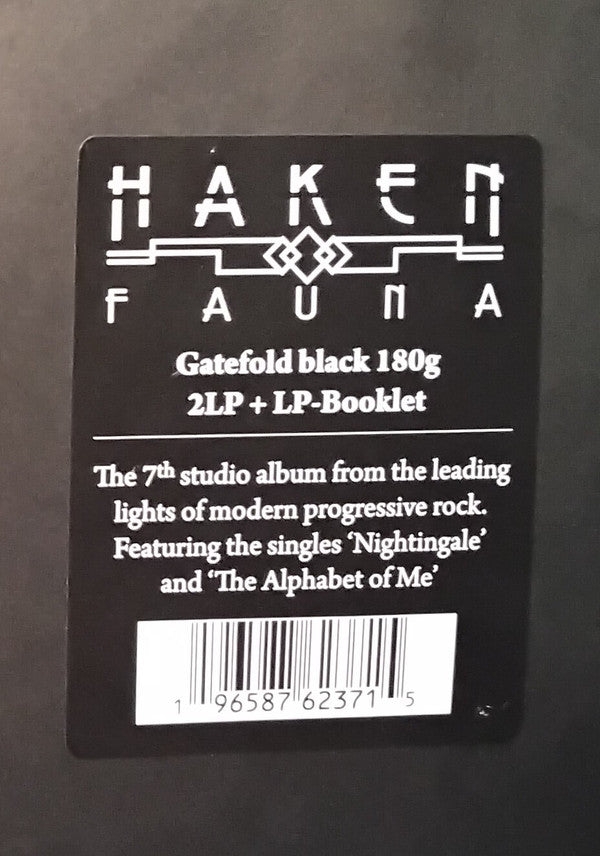 HAKEN
FAUNA
Gatefold black 180g
2LP + LP-Booklet
The 7th studio album from the leading
lights of modern progressive rock.
Featuring the singles ‘Nightingale’
and ‘The Alphabet of Me’
1 96587 62371 5